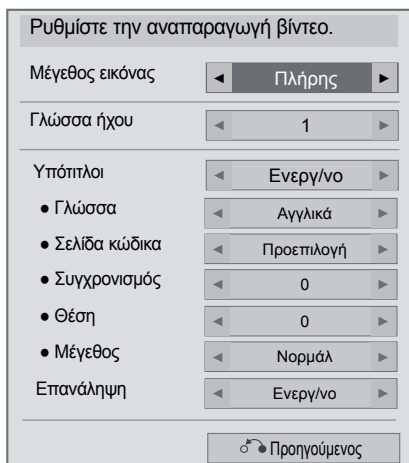 Ρυθμίστε την αναπαραγωγή βίντεο.
Μέγεθος εικόνας ◄ Πλήρης ►
Γλώσσα ήχου ◄ 1 ►
Υπότιτλοι ◄ Ενεργ/νο ►
● Γλώσσα ◄ Αγγλικά ►
● Σελίδα κώδικα ◄ Προεπιλογή ►
● Συγχρονισμός ◄ 0 ►
● Θέση ◄ 0 ►
● Μέγεθος ◄ Νορμάλ ►
Επανάληψη ◄ Ενεργ/νο ►
Προηγούμενος